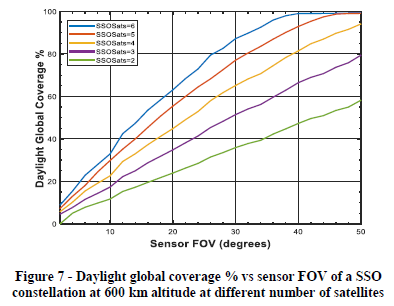 100
80
60
40
20
0
Daylight Global Coverage %
SSOSats=6
SSOSats=5
SSOSats=4
SSOSats=3
SSOSats=2
10 20 30 40 50
Sensor FOV (degrees)
Figure 7 - Daylight global coverage % vs sensor FOV of a SSO
constellation at 600 km altitude at different number of satellites